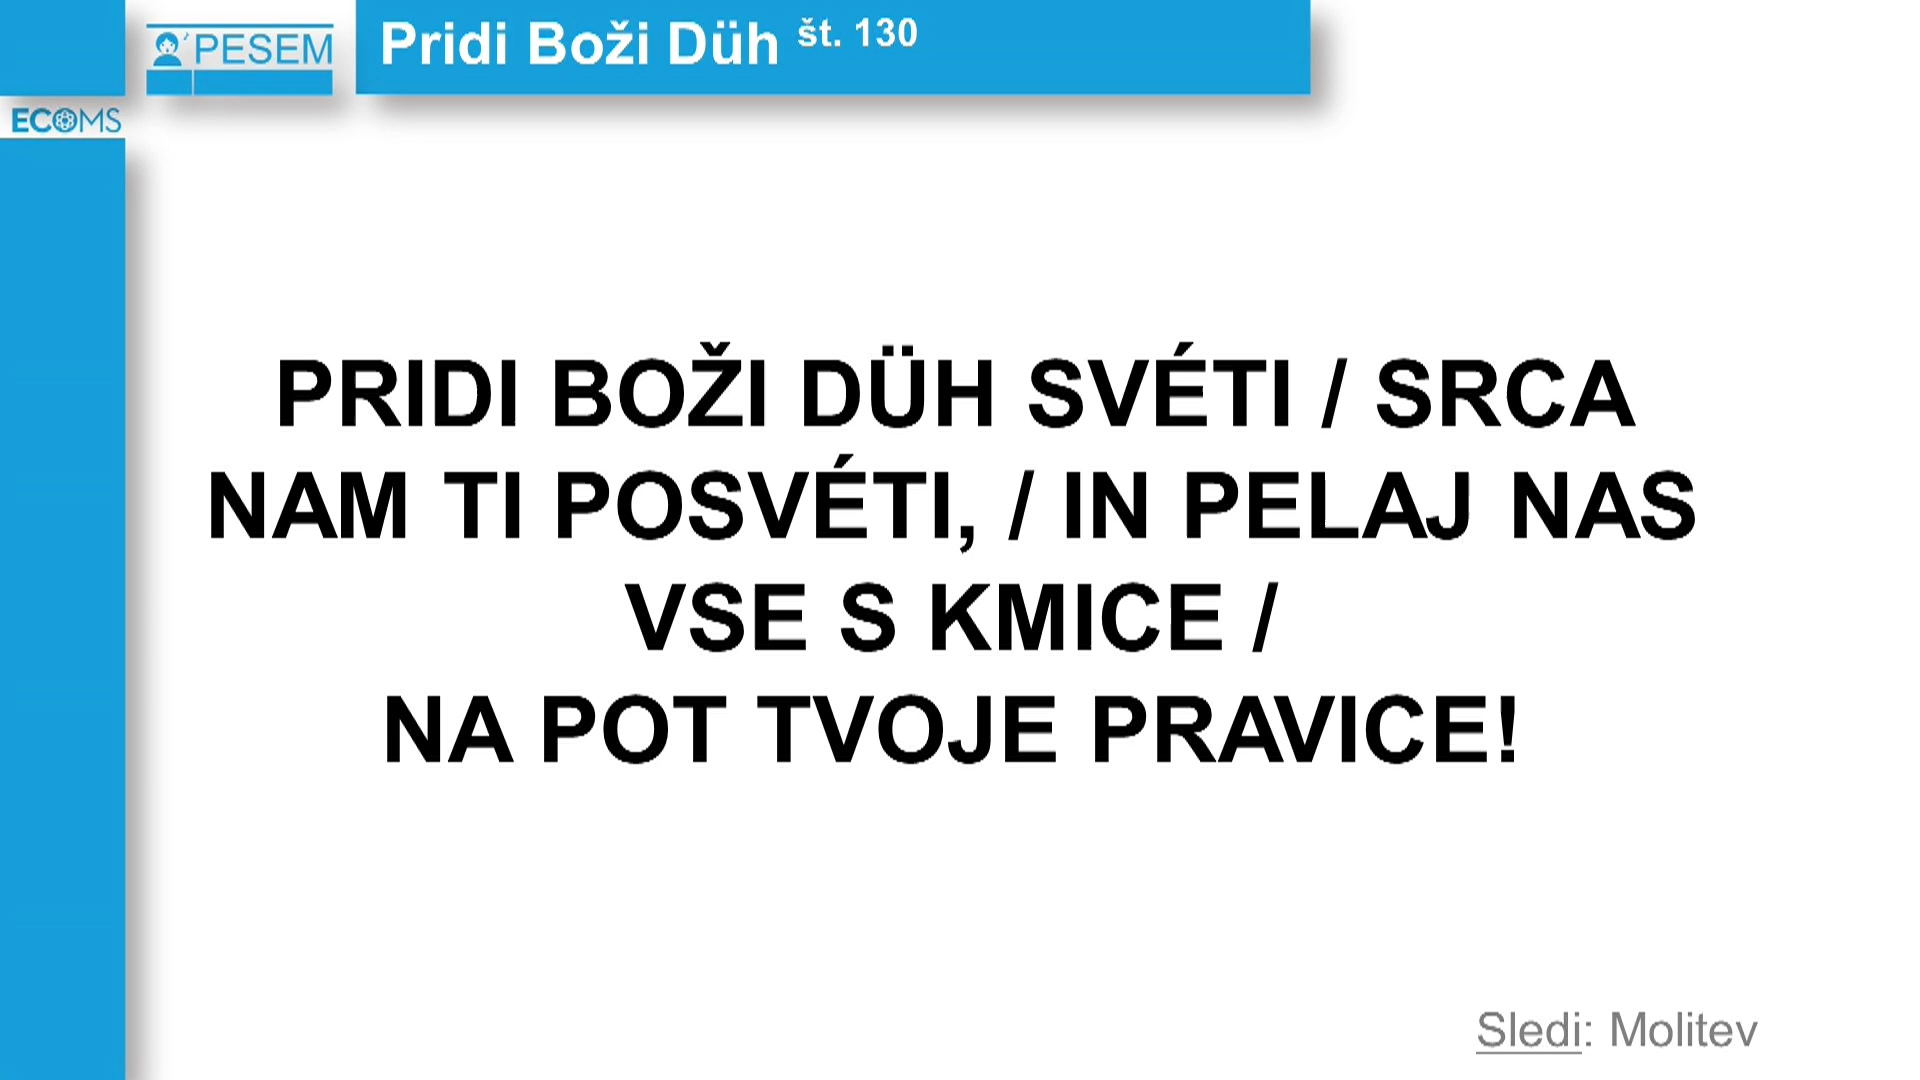 PESEM
Pridi Boži Düh št. 130
ECOMS
PRIDI BOŽI DÜH SVÉTI / SRCA
NAM TI POSVÉTI, / IN PELAJ NAS
VSE S KMICE /
NA POT TVOJE PRAVICE!
Sledi: Molitev